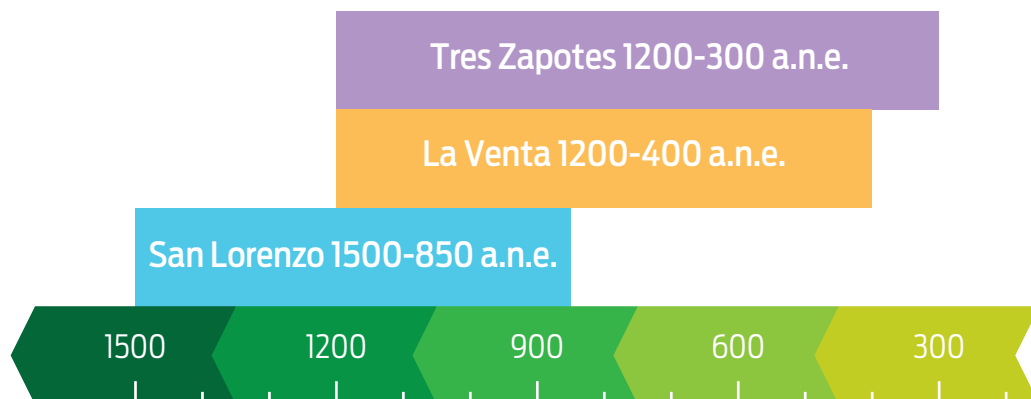 Tres Zapotes 1200-300 a.n.e.
La Venta 1200-400 a.n.e.
San Lorenzo 1500-850 a.n.e.
1500 1200 900 600 300